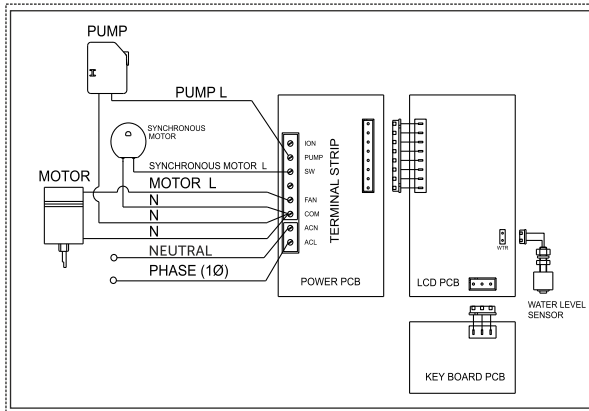 PUMP
PUMP L
SYNCHRONOUS
MOTOR
SYNCHRONOUS MOTOR L
MOTOR
MOTOR L
N
N
N
NEUTRAL
PHASE (1Ø)
ION
PUMP
SW
FAN
COM
ACN
ACL
TERMINAL STRIP
POWER PCB
WTR
LCD PCB
WATER LEVEL
SENSOR
KEY BOARD PCB